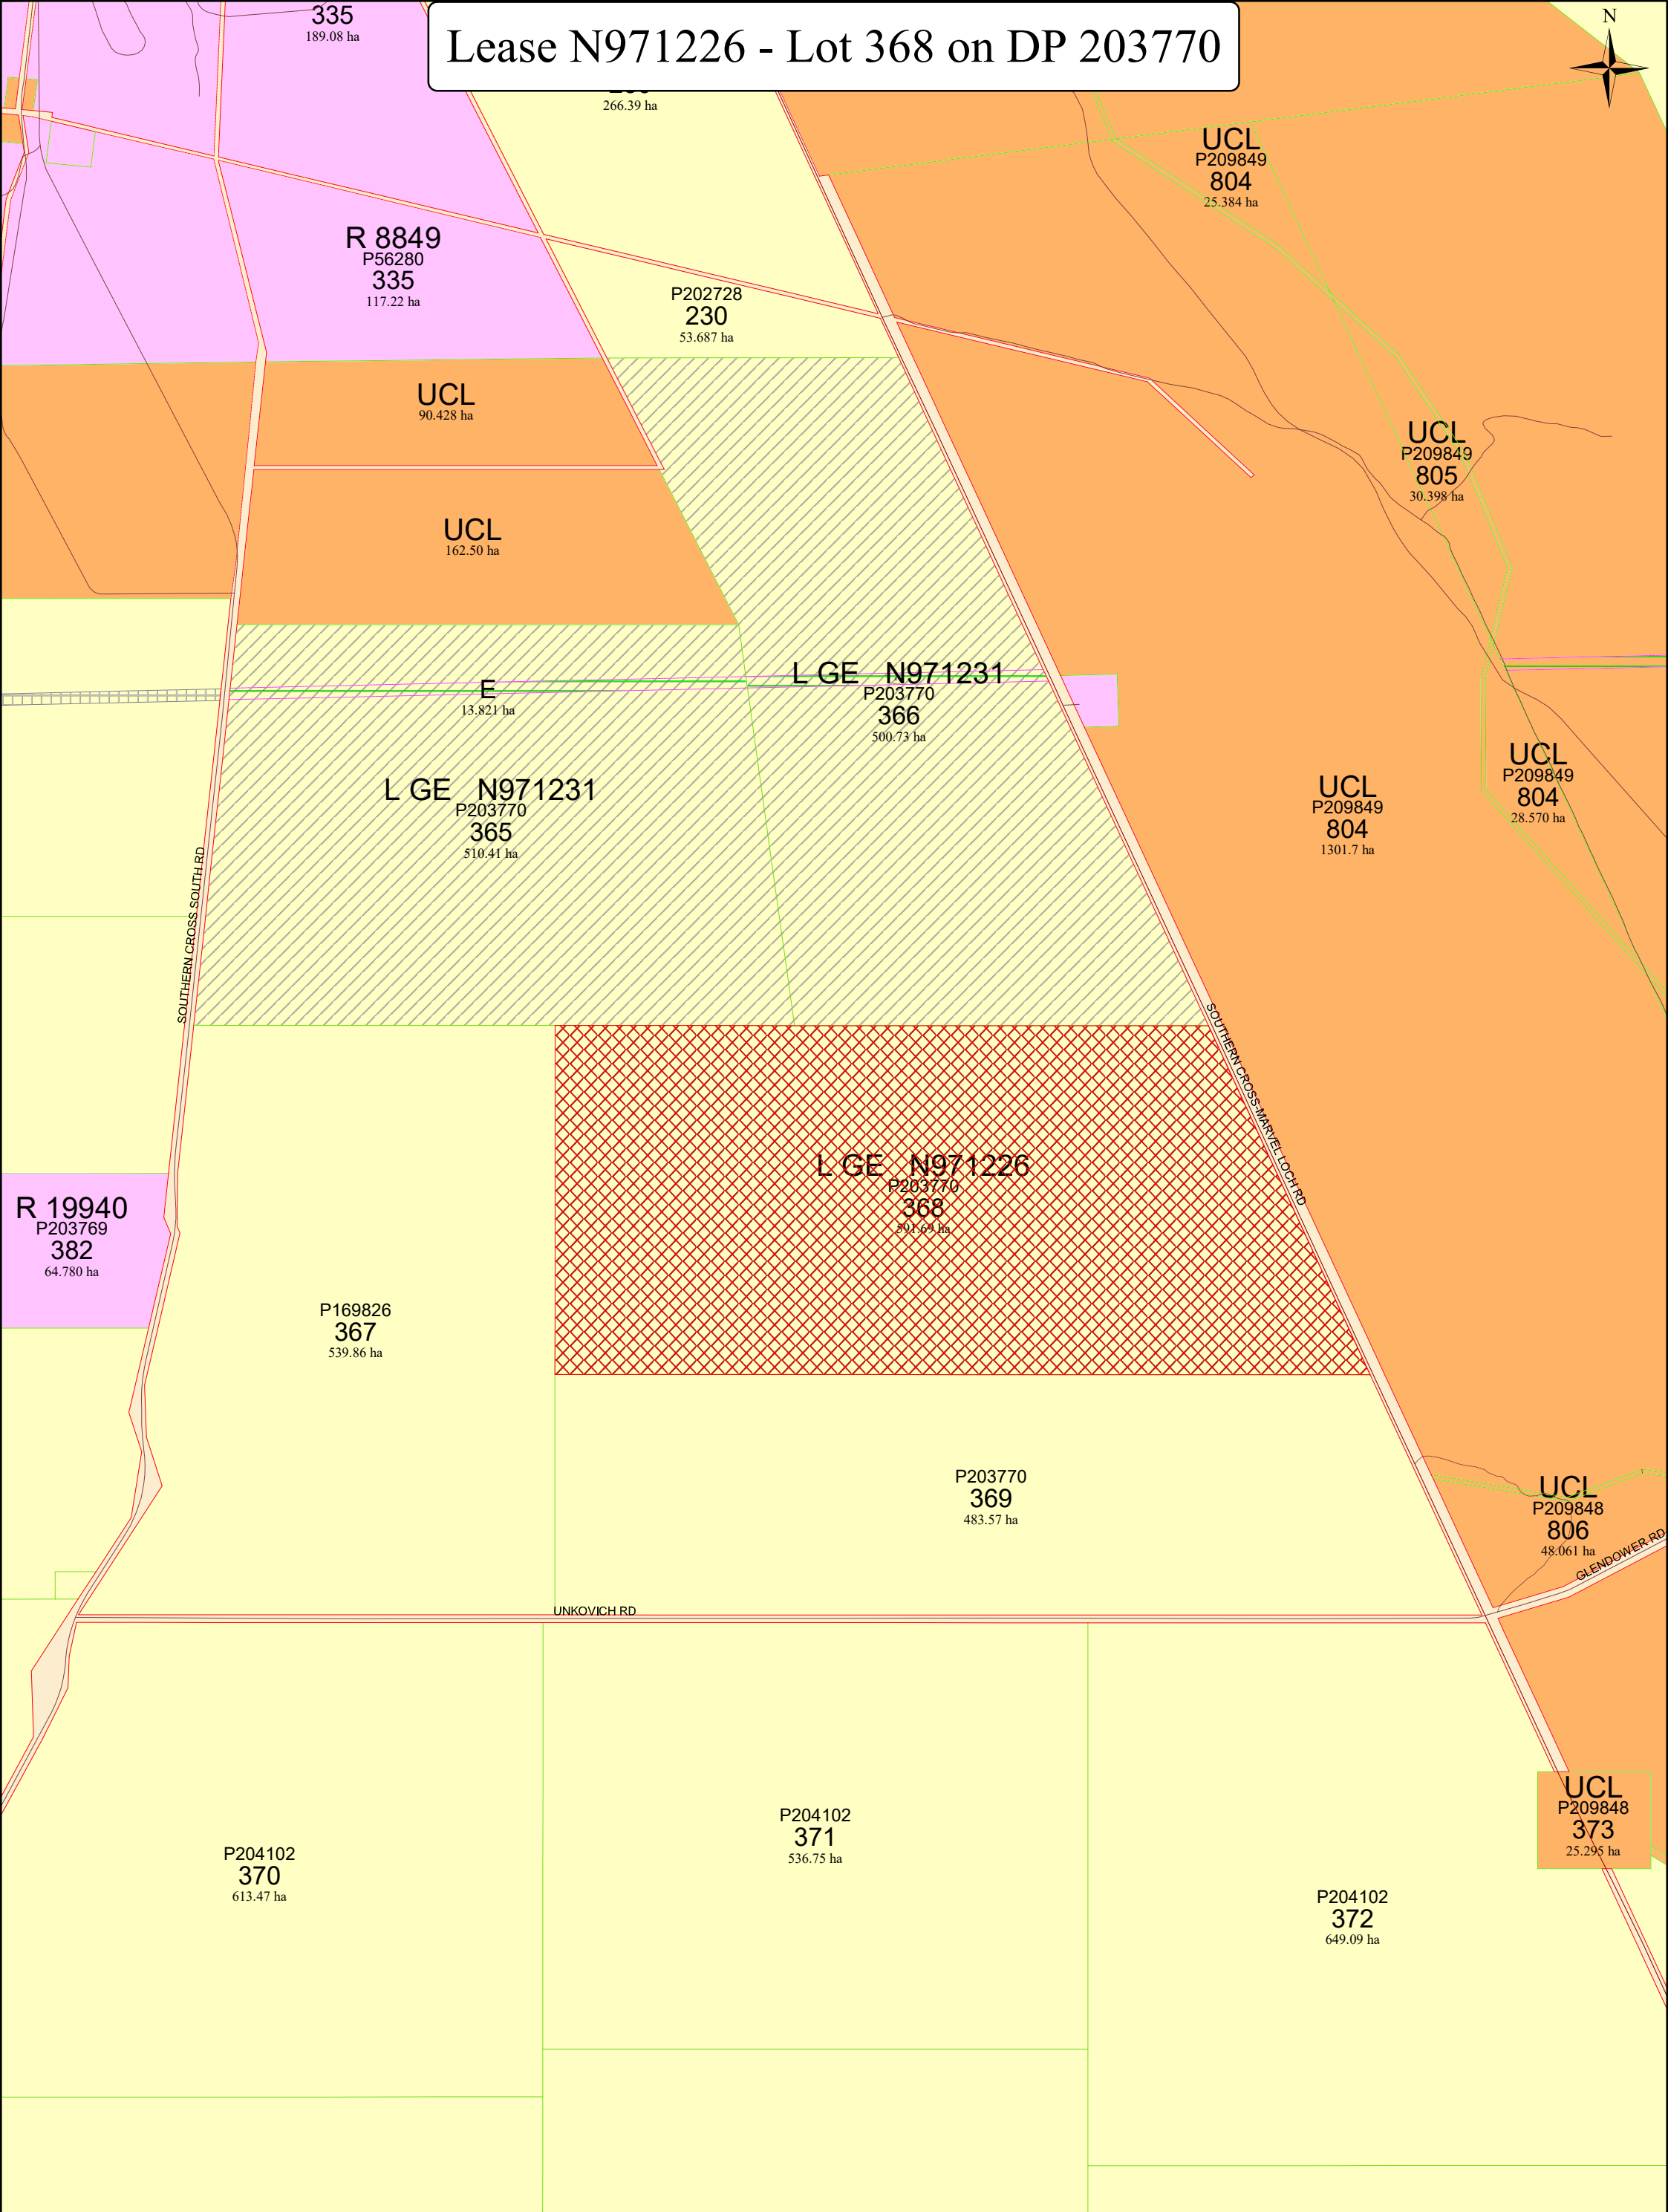 335
189.08 ha
Lease N971226 - Lot 368 on DP 203770
N
266.39 ha
UCL
P209849
804
25.384 ha
R 8849
P56280
335
117.22 ha
P202728
230
53.687 ha
UCL
90.428 ha
UCL
P209849
805
30.398 ha
UCL
162.50 ha
E
13.821 ha
L GE N971231
P203770
366
500.73 ha
L GE N971231
P203770
365
510.41 ha
UCL
P209849
804
1301.7 ha
UCL
P209849
804
28.570 ha
SOUTHERN CROSS SOUTH RD
SOUTHERN CROSS-MARVEL LOCH RD
L GE N971226
P203770
368
591.69 ha
R 19940
P203769
382
64.780 ha
P169826
367
539.86 ha
P203770
369
483.57 ha
UCL
P209848
806
48.061 ha
GLENDOWER RD
UNKOVICH RD
UCL
P209848
373
25.295 ha
P204102
371
536.75 ha
P204102
370
613.47 ha
P204102
372
649.09 ha